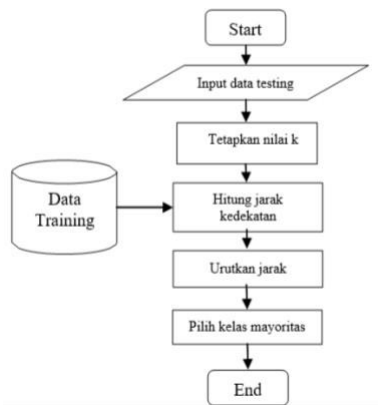 Start
Input data testing
Tetapkan nilai k
Data
Training
Hitung jarak
kedekatan
Urutkan jarak
Pilih kelas mayoritas
End